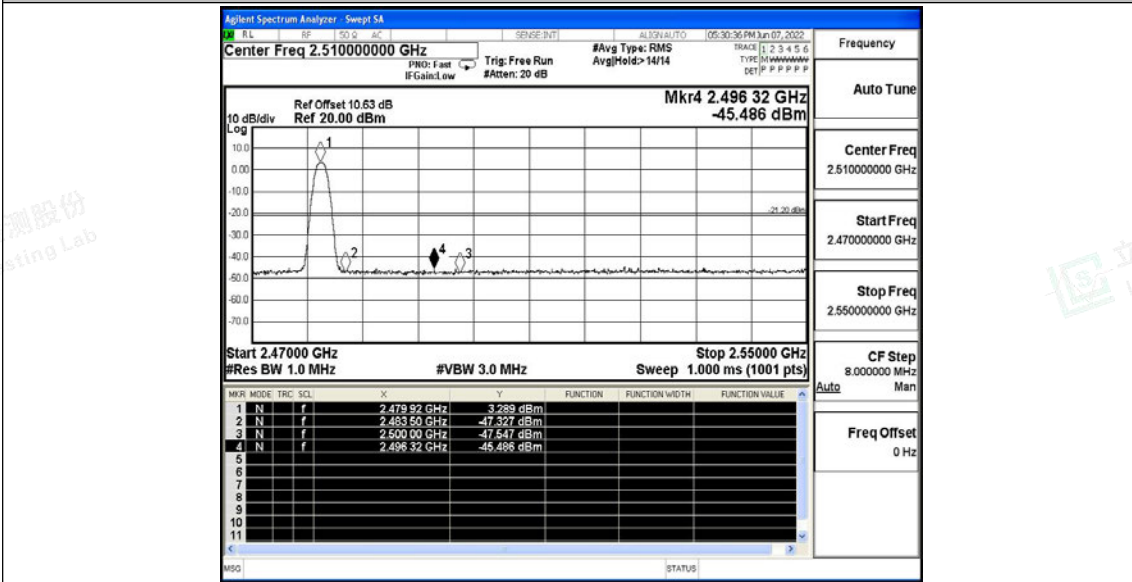 Agilent Spectrum Analyzer - Swept SA
RL RF 50 Ω AC SENSE:INT ALIGNAUTO 05:30:36 PM Jun 07, 2022
Center Freq 2.510000000 GHz
PNO: Fast
IFGain:Low
Trig: Free Run
#Atten: 20 dB
#Avg Type: RMS
Avg|Hold:> 14/14
TRACE 1 2 3 4 5 6
TYPE M
DET P P P P P P
Ref Offset 10.63 dB
10 dB/div Ref 20.00 dBm
Log
Mkr4 2.496 32 GHz
-45.486 dBm
10.0
0.00
-10.0
-20.0
-30.0
-40.0
-50.0
-60.0
-70.0
1
2
4
3
-21.20 dBm
Start 2.47000 GHz Stop 2.55000 GHz
#Res BW 1.0 MHz #VBW 3.0 MHz Sweep 1.000 ms (1001 pts)
MKR MODE TRC SCL X Y FUNCTION FUNCTION WIDTH FUNCTION VALUE
1 N f 2.479 92 GHz 3.289 dBm
2 N f 2.483 50 GHz -47.327 dBm
3 N f 2.500 00 GHz -47.547 dBm
4 N f 2.496 32 GHz -45.486 dBm
5
6
7
8
9
10
11
MSG STATUS
Frequency
Auto Tune
Center Freq
2.510000000 GHz
Start Freq
2.470000000 GHz
Stop Freq
2.550000000 GHz
CF Step
8.000000 MHz
Auto Man
Freq Offset
0 Hz
测股份
sting Lab
立